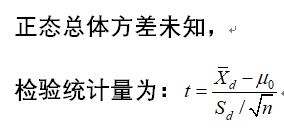 正态总体方差未知，
检验统计量为：t = (X̄_d − μ_0) / (S_d / √n)